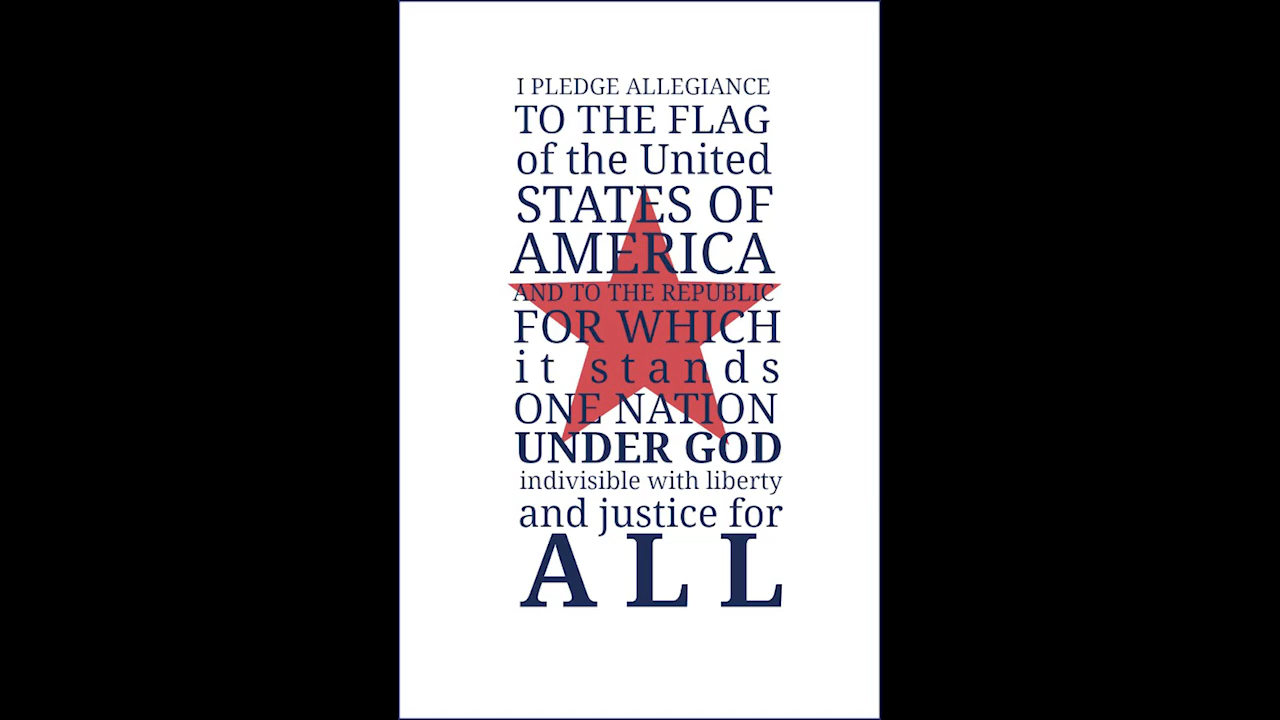 I PLEDGE ALLEGIANCE
TO THE FLAG
of the United
STATES OF
AMERICA
AND TO THE REPUBLIC
FOR WHICH
it stands
ONE NATION
UNDER GOD
indivisible with liberty
and justice for
ALL